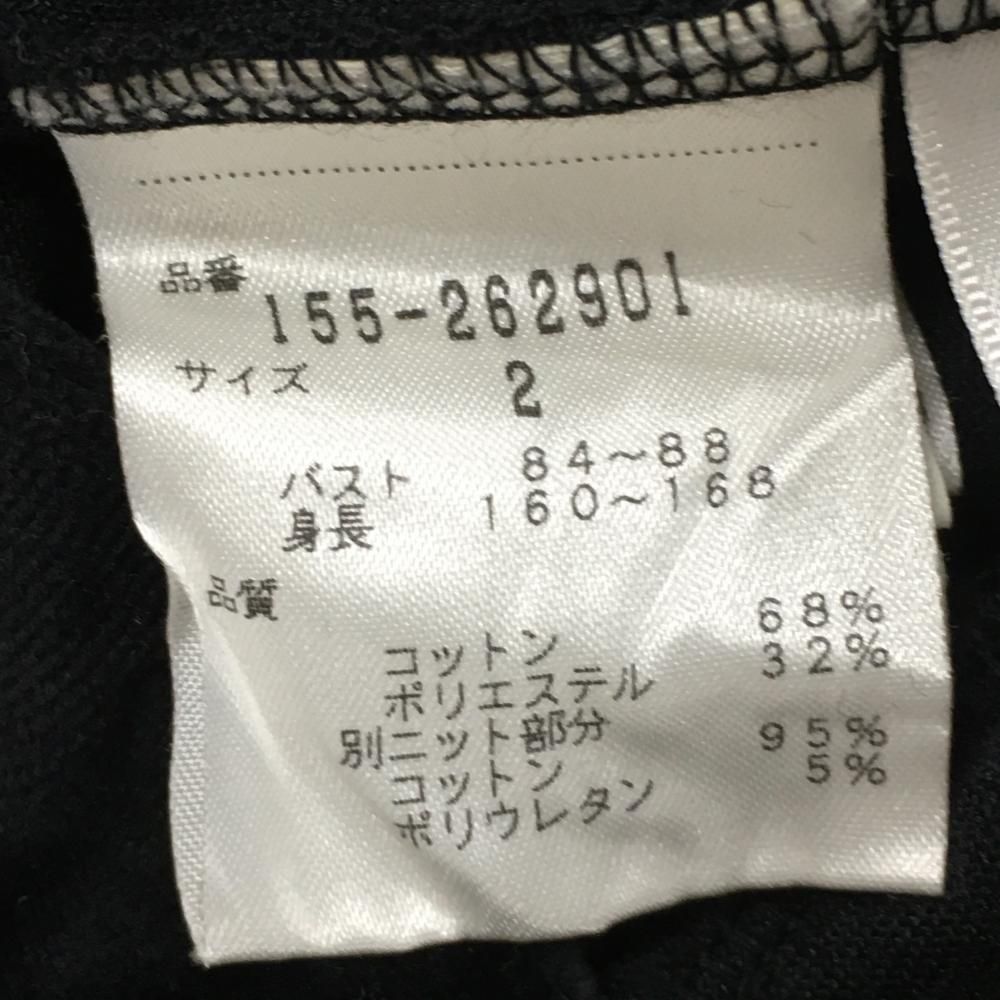 品番 155-262901
サイズ 2
バスト 84〜88
身長 160〜168
品質
コットン 68%
ポリエステル 32%
別ニット部分
コットン 95%
ポリウレタン 5%